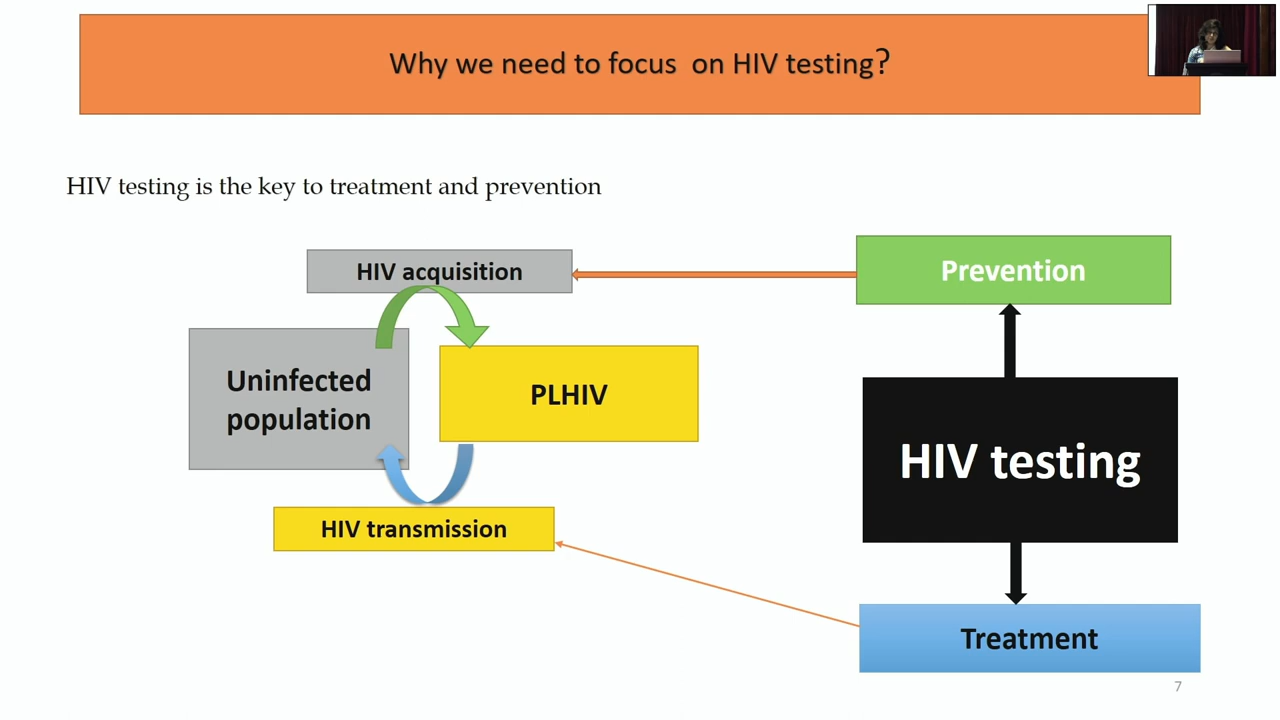 Why we need to focus  on HIV testing?
HIV testing is the key to treatment and prevention
HIV acquisition
Prevention
Uninfected
population
PLHIV
HIV testing
HIV transmission
Treatment
7